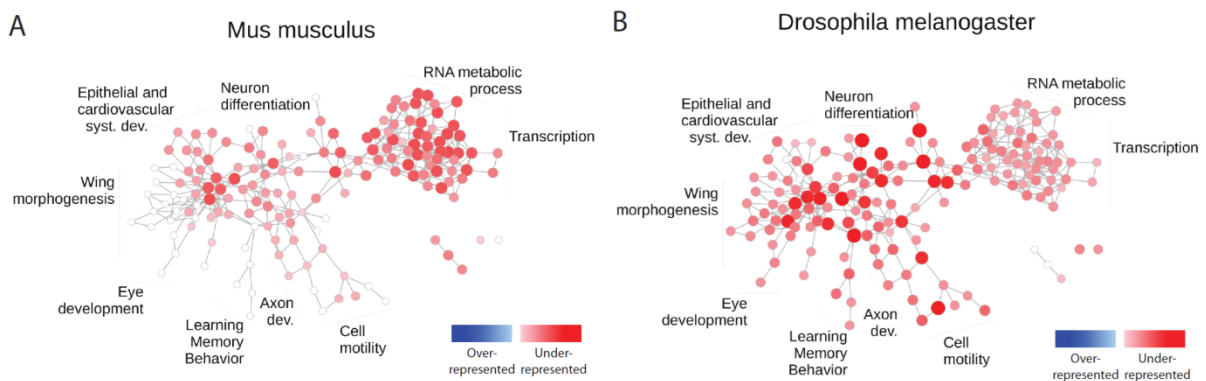 A
Mus musculus
Epithelial and
cardiovascular
syst. dev.
Neuron
differentiation
RNA metabolic
process
Transcription
Wing
morphogenesis
Eye
development
Learning
Memory
Behavior
Axon
dev.
Cell
motility
Over-
represented
Under-
represented
B
Drosophila melanogaster
Epithelial and
cardiovascular
syst. dev.
Neuron
differentiation
RNA metabolic
process
Transcription
Wing
morphogenesis
Eye
development
Learning
Memory
Behavior
Axon
dev.
Cell
motility
Over-
represented
Under-
represented